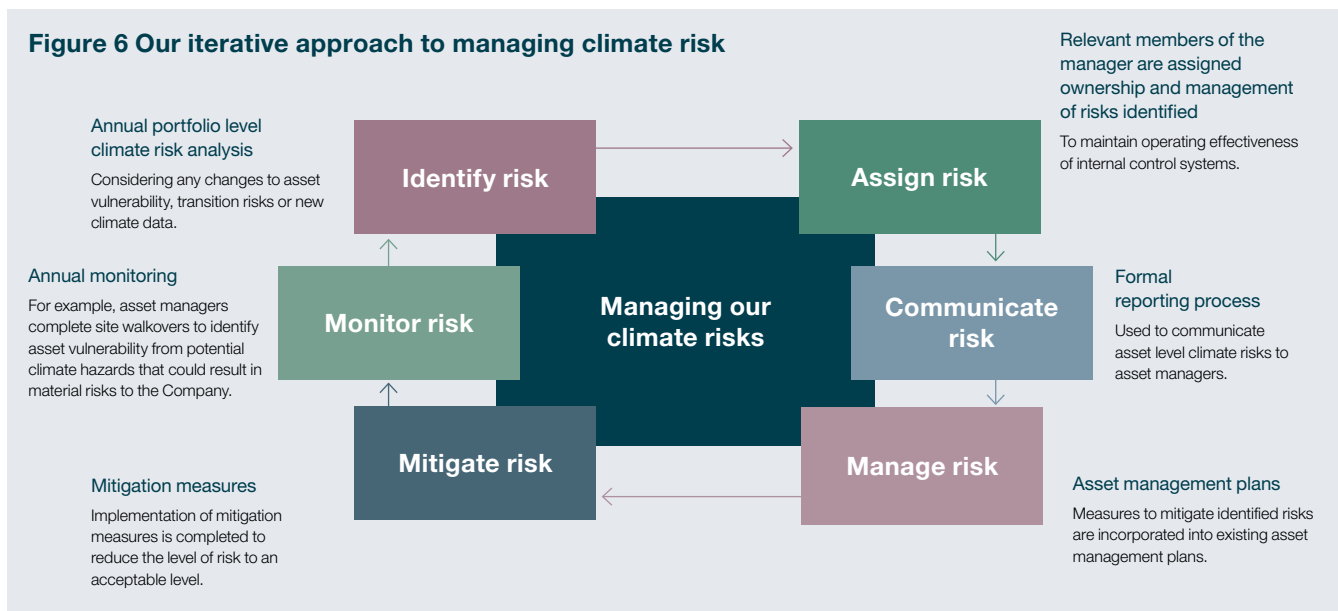 Figure 6 Our iterative approach to managing climate risk
Annual portfolio level
climate risk analysis
Considering any changes to asset
vulnerability, transition risks or new
climate data.
Identify risk
Assign risk
Relevant members of the
manager are assigned
ownership and management
of risks identified
To maintain operating effectiveness
of internal control systems.
Annual monitoring
For example, asset managers
complete site walkovers to identify
asset vulnerability from potential
climate hazards that could result in
material risks to the Company.
Monitor risk
Managing our
climate risks
Communicate
risk
Formal
reporting process
Used to communicate
asset level climate risks to
asset managers.
Mitigation measures
Implementation of mitigation
measures is completed to
reduce the level of risk to an
acceptable level.
Mitigate risk
Manage risk
Asset management plans
Measures to mitigate identified risks
are incorporated into existing asset
management plans.